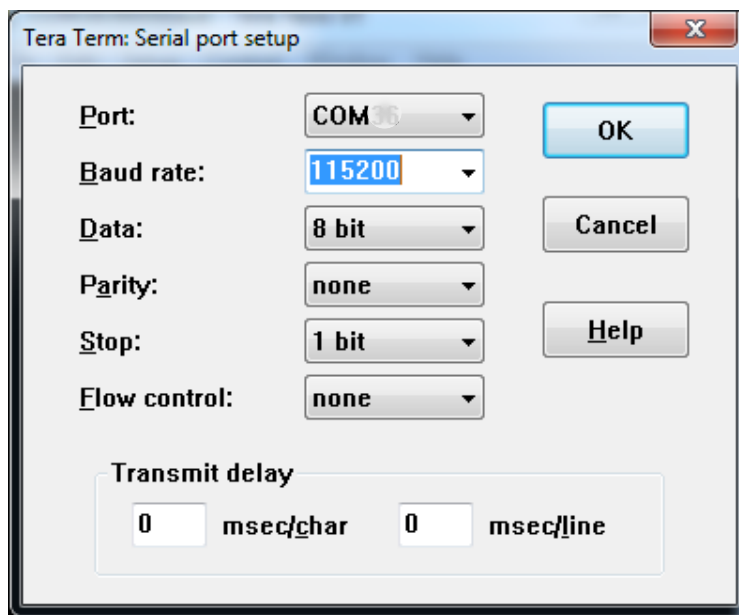 Tera Term: Serial port setup
Port: COM
OK
Baud rate: 115200
Data: 8 bit
Cancel
Parity: none
Stop: 1 bit
Help
Flow control: none
Transmit delay
0 msec/char 0 msec/line